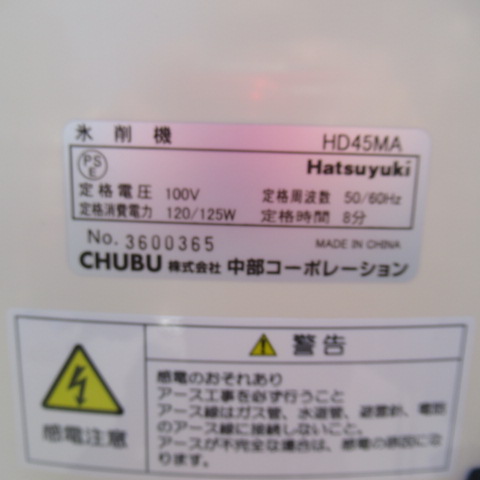 氷削機 HD45MA
PS E Hatsuyuki
定格電圧 100V 定格周波数 50/60Hz
定格消費電力 120/125W 定格時間 8分
No. 3600365 MADE IN CHINA
CHUBU 株式会社 中部コーポレーション
警告
感電注意
感電のおそれあり
アース工事を必ず行うこと
アース線はガス管、水道管、避雷針、電話
のアース線に接続しないこと。
アースが不完全な場合は、感電の原因にな
ります。